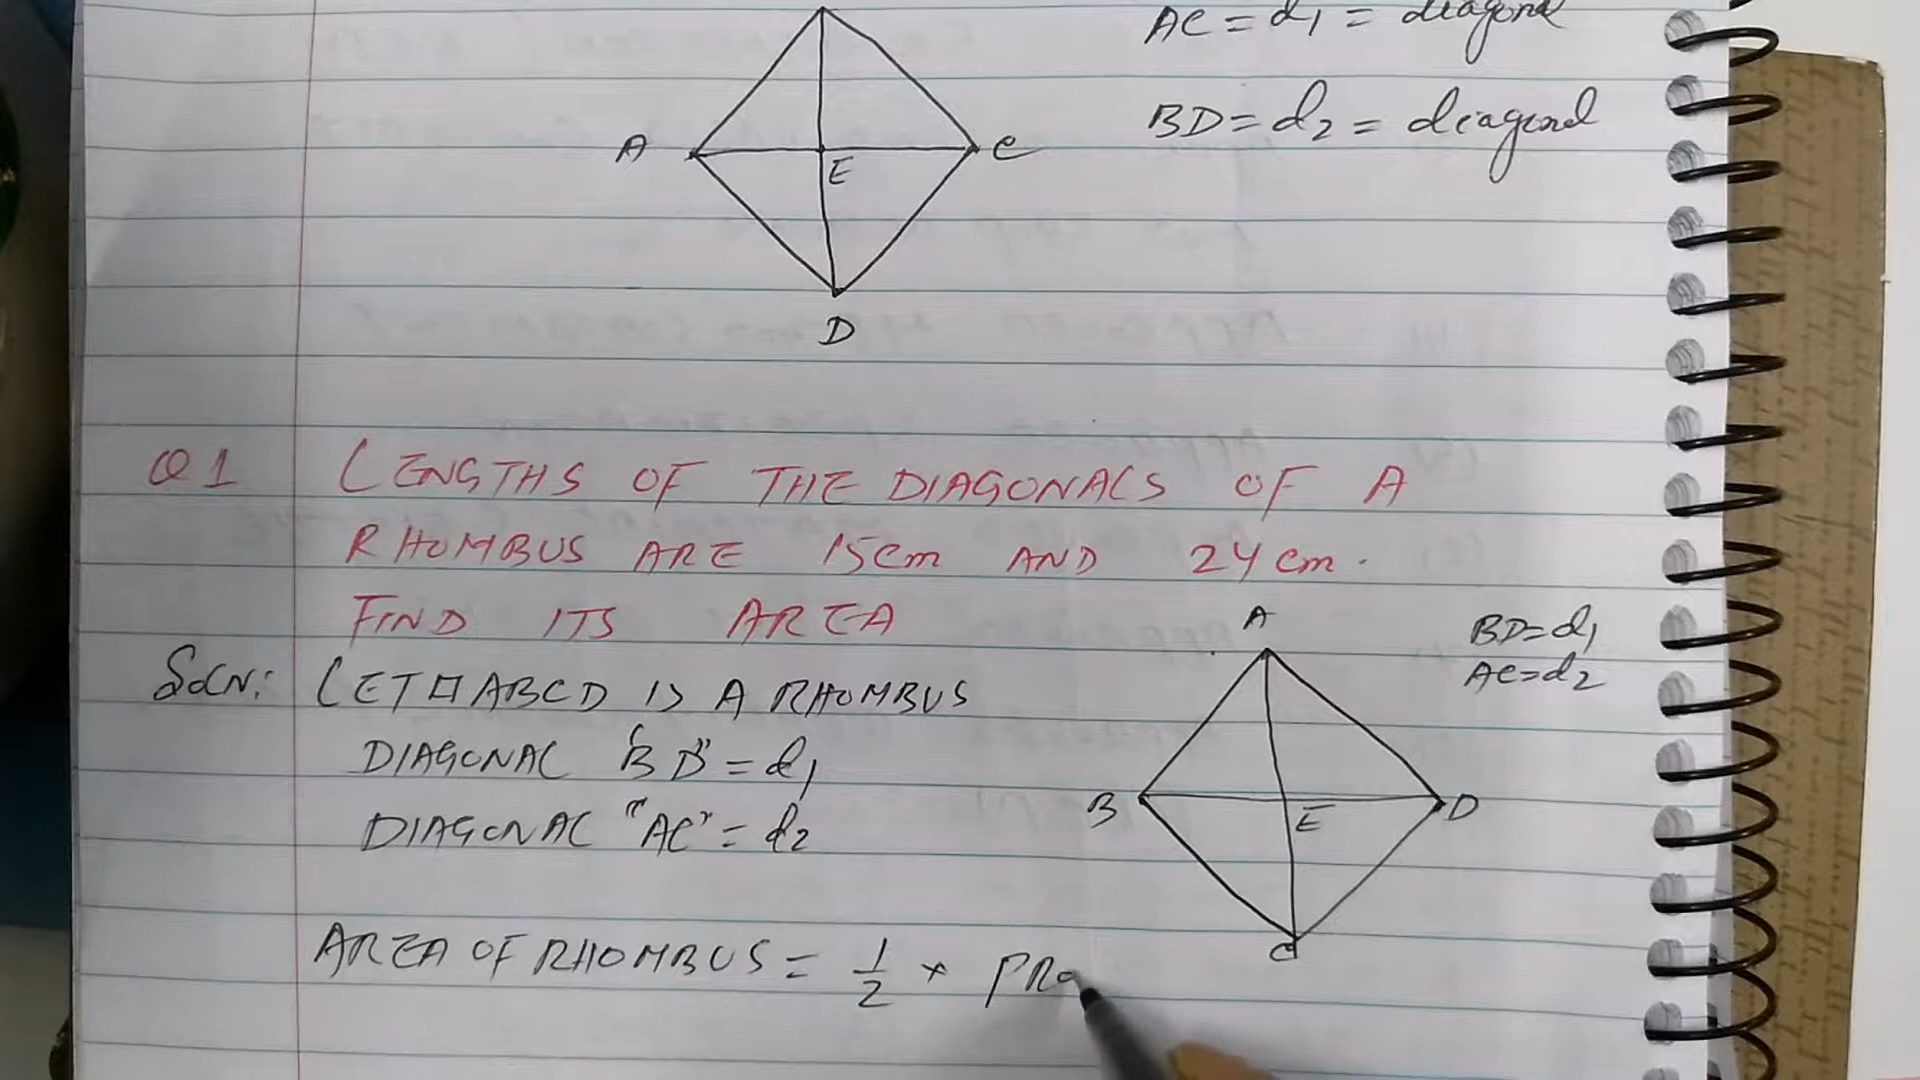 AC = d1 = diagonal
BD = d2 = diagonal
A
E
C
D
Q1 LENGTHS OF THE DIAGONALS OF A
RHOMBUS ARE 15cm AND 24cm.
FIND ITS AREA
SOLN: LET □ABCD IS A RHOMBUS
DIAGONAL "BD" = d1
DIAGONAL "AC" = d2
A
BD=d1
AC=d2
B
E
D
C
AREA OF RHOMBUS = 1/2 × PRO